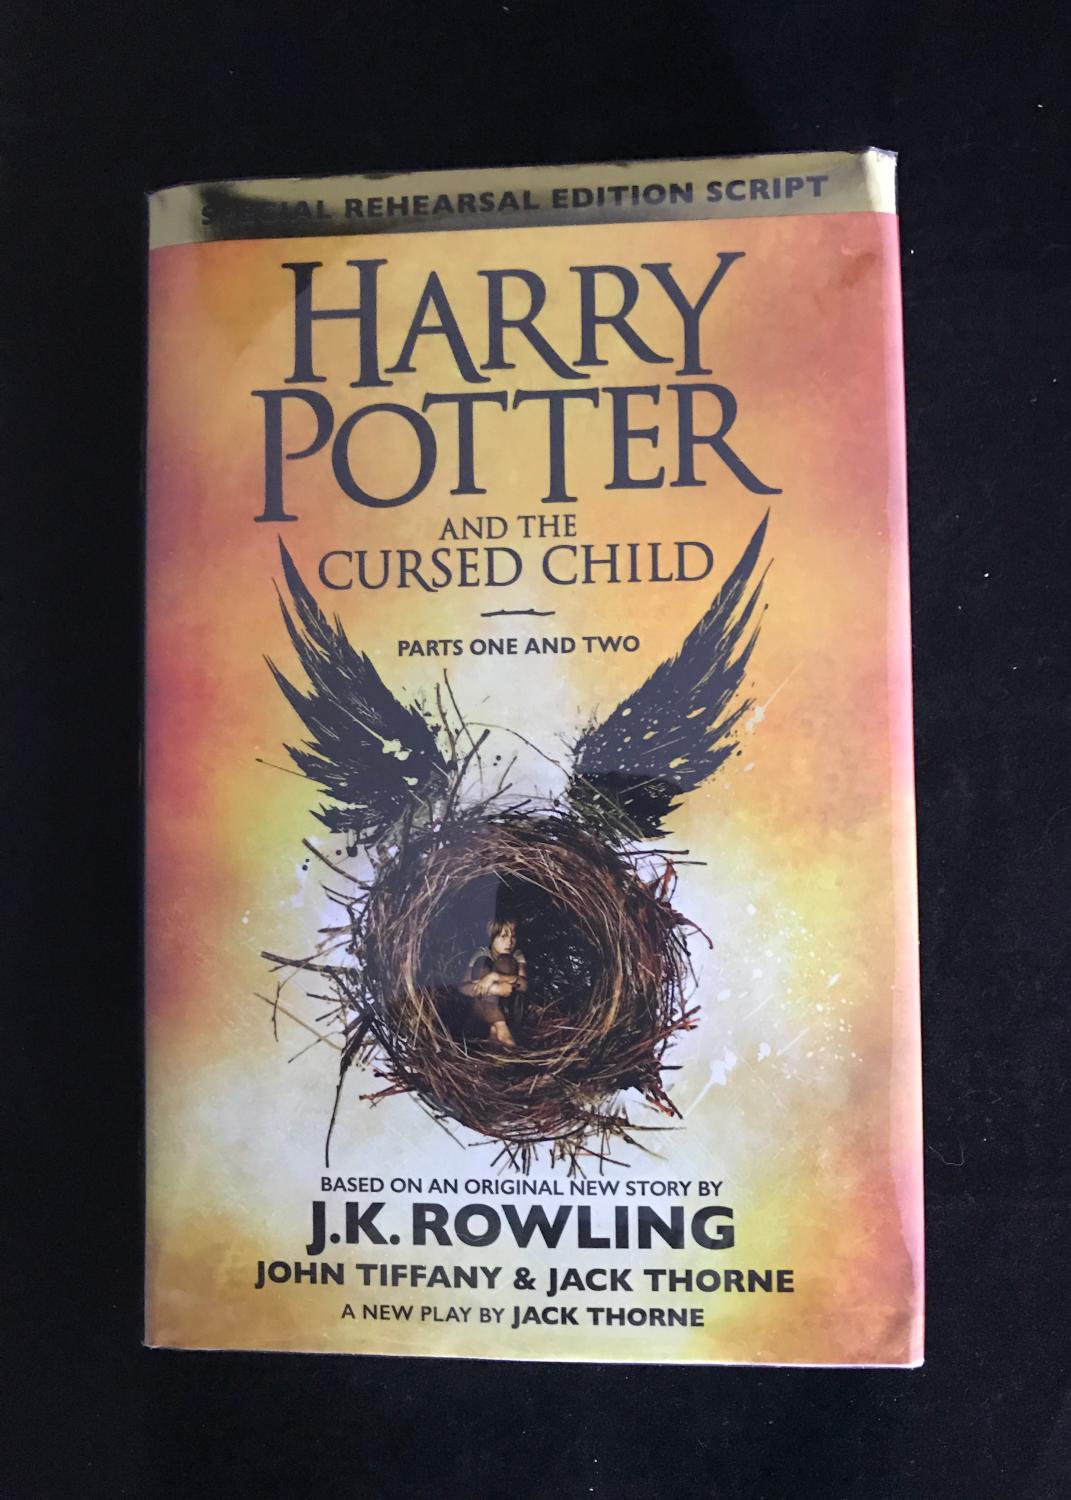 SPECIAL REHEARSAL EDITION SCRIPT
HARRY
POTTER
AND THE
CURSED CHILD
PARTS ONE AND TWO
BASED ON AN ORIGINAL NEW STORY BY
J.K. ROWLING
JOHN TIFFANY & JACK THORNE
A NEW PLAY BY JACK THORNE